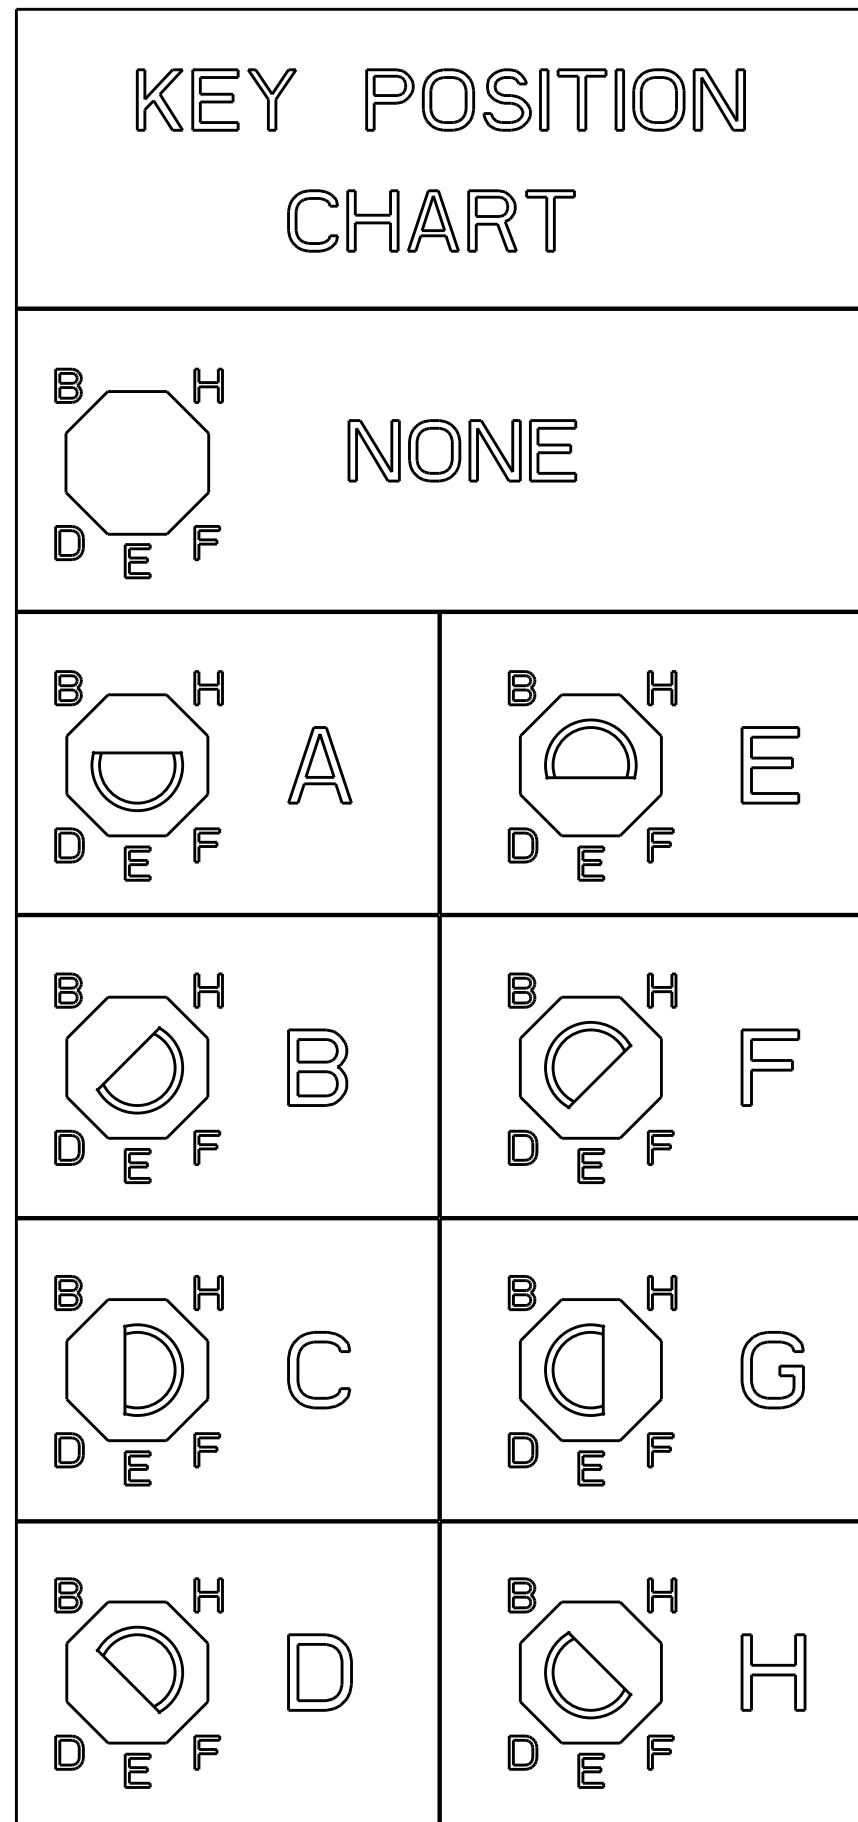 KEY POSITION
CHART
B H
NONE
D E F
B H B H
A E
D E F D E F
B H B H
B F
D E F D E F
B H B H
C G
D E F D E F
B H B H
D H
D E F D E F